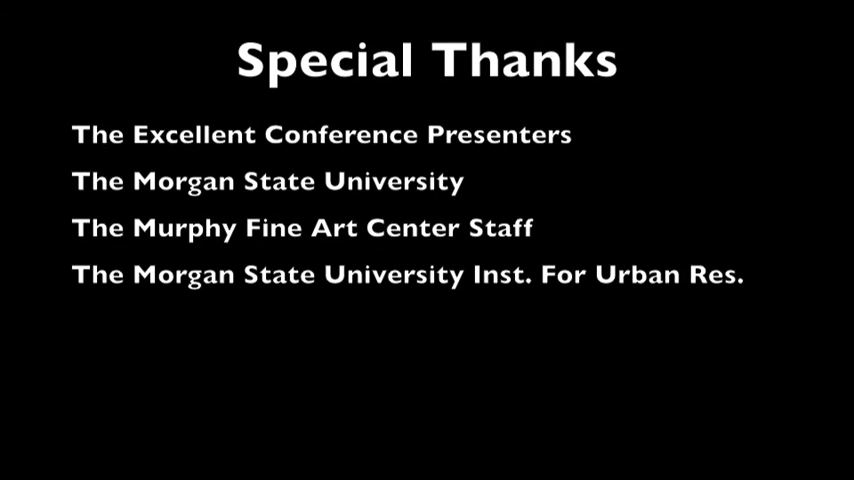 Special Thanks
The Excellent Conference Presenters
The Morgan State University
The Murphy Fine Art Center Staff
The Morgan State University Inst. For Urban Res.